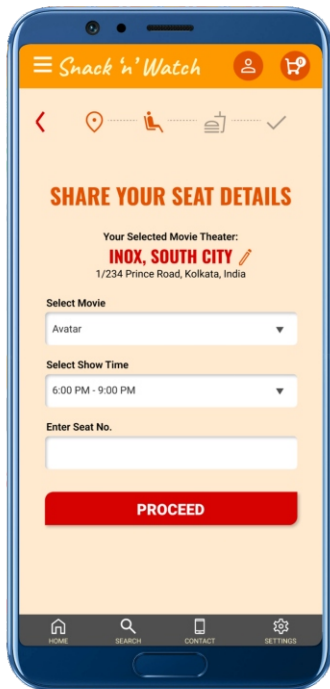 Snack 'n' Watch
0
SHARE YOUR SEAT DETAILS
Your Selected Movie Theater:
INOX, SOUTH CITY
1/234 Prince Road, Kolkata, India
Select Movie
Avatar
Select Show Time
6:00 PM - 9:00 PM
Enter Seat No.
PROCEED
HOME SEARCH CONTACT SETTINGS